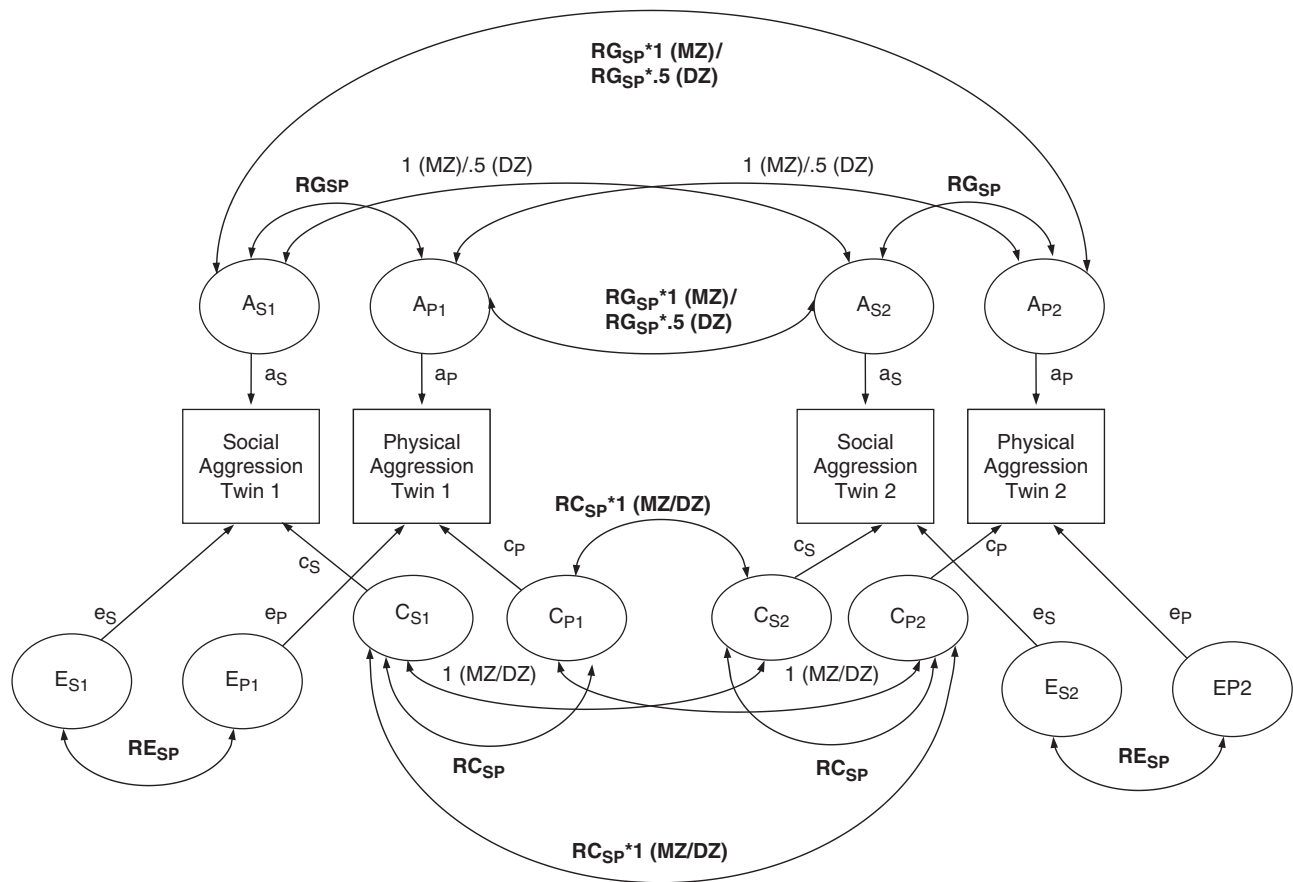 RGSP*1 (MZ)/
RGSP*.5 (DZ)
1 (MZ)/.5 (DZ)
1 (MZ)/.5 (DZ)
RGSP
RGSP
AS1
AP1
RGSP*1 (MZ)/
RGSP*.5 (DZ)
AS2
AP2
aS
aP
aS
aP
Social
Aggression
Twin 1
Physical
Aggression
Twin 1
Social
Aggression
Twin 2
Physical
Aggression
Twin 2
RCSP*1 (MZ/DZ)
cS
cP
cS
cP
eS
eP
CS1
CP1
CS2
CP2
eS
eP
ES1
EP1
1 (MZ/DZ)
1 (MZ/DZ)
ES2
EP2
RESP
RCSP
RCSP
RESP
RCSP*1 (MZ/DZ)